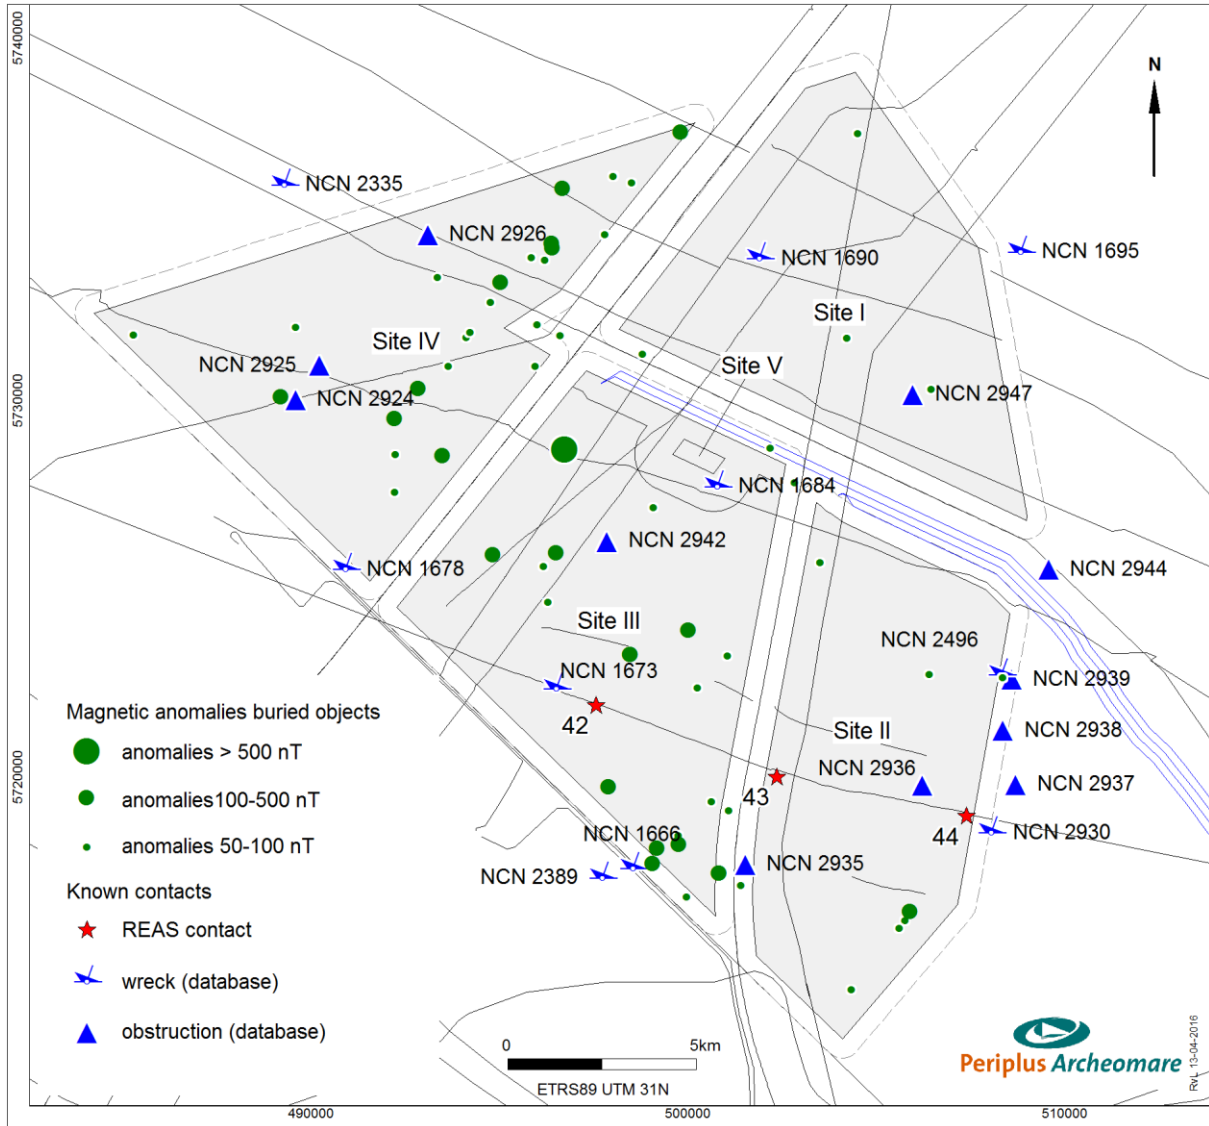 5740000
N
NCN 2335
NCN 2926
NCN 1690
NCN 1695
Site I
Site IV
NCN 2925
Site V
NCN 2924
NCN 2947
5730000
NCN 1684
NCN 2942
NCN 1678
NCN 2944
Site III
NCN 2496
NCN 1673
NCN 2939
42
Magnetic anomalies buried objects
Site II
NCN 2938
anomalies > 500 nT
NCN 2936
NCN 2937
5720000
43
anomalies100-500 nT
44
NCN 2930
NCN 1666
anomalies 50-100 nT
NCN 2935
NCN 2389
Known contacts
REAS contact
wreck (database)
obstruction (database)
0 5km
ETRS89 UTM 31N
Periplus Archeomare
RvL 13-04-2016
490000 500000 510000